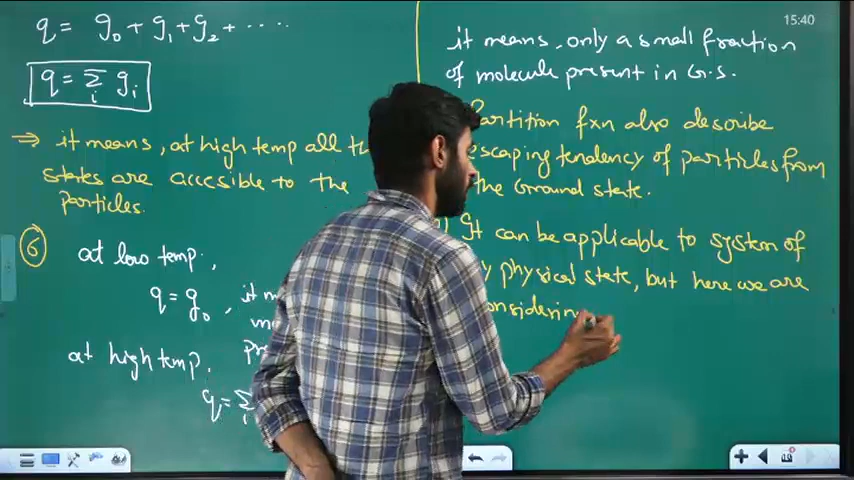 q = g₀ + g₁ + g₂ + ....
q = Σ gᵢ
i
⇒ it means, at high temp all
states are accesible to the
particles.
6
at low temp,
q = g₀,
at high temp,
q = Σ
i
15:40
it means, only a small fraction
of molecule present in G.S.
Partition fxn also describe
escaping tendency of particles from
the Ground state.
It can be applicable to system of
physical state, but here we are